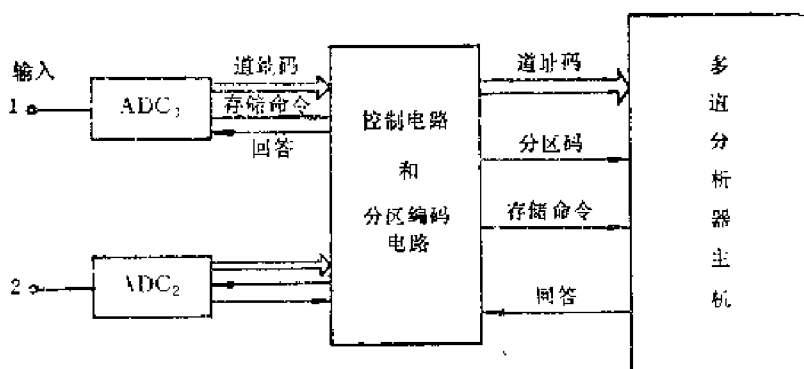 输入
1
ADC₁
道址码
存储命令
回答
2
ADC₂
控制电路
和
分区编码
电路
道址码
分区码
存储命令
回答
多道分析器主机